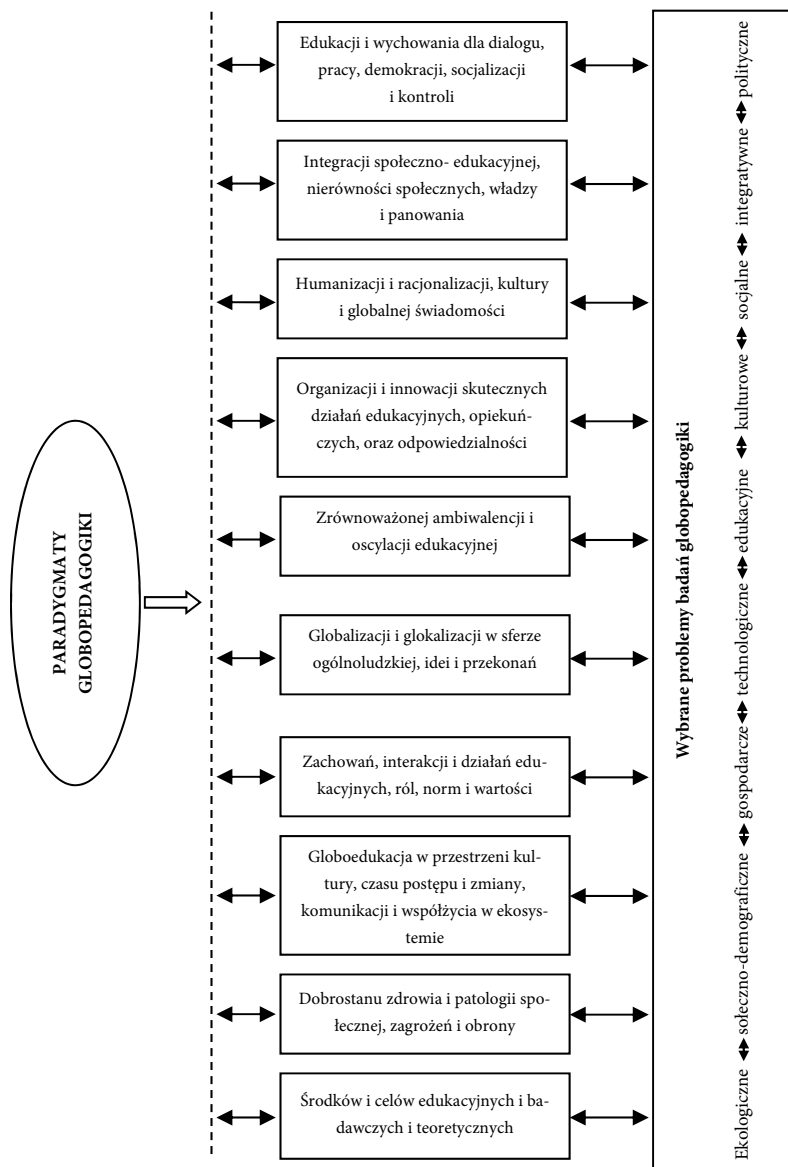 PARADYGMATY
GLOBOPEDAGOGIKI
Edukacji i wychowania dla dialogu,
pracy, demokracji, socjalizacji
i kontroli
Integracji społeczno- edukacyjnej,
nierówności społecznych, władzy
i panowania
Humanizacji i racjonalizacji, kultury
i globalnej świadomości
Organizacji i innowacji skutecznych
działań edukacyjnych, opiekuń-
czych, oraz odpowiedzialności
Zrównoważonej ambiwalencji i
oscylacji edukacyjnej
Globalizacji i glokalizacji w sferze
ogólnoludzkiej, idei i przekonań
Zachowań, interakcji i działań edu-
kacyjnych, ról, norm i wartości
Globoedukacja w przestrzeni kul-
tury, czasu postępu i zmiany,
komunikacji i współżycia w ekosys-
temie
Dobrostanu zdrowia i patologii spo-
łecznej, zagrożeń i obrony
Środków i celów edukacyjnych i ba-
dawczych i teoretycznych
Wybrane problemy badań globopedagogiki
Ekologiczne sołeczno-demograficzne gospodarcze technologiczne edukacyjne kulturowe socjalne integratywne polityczne